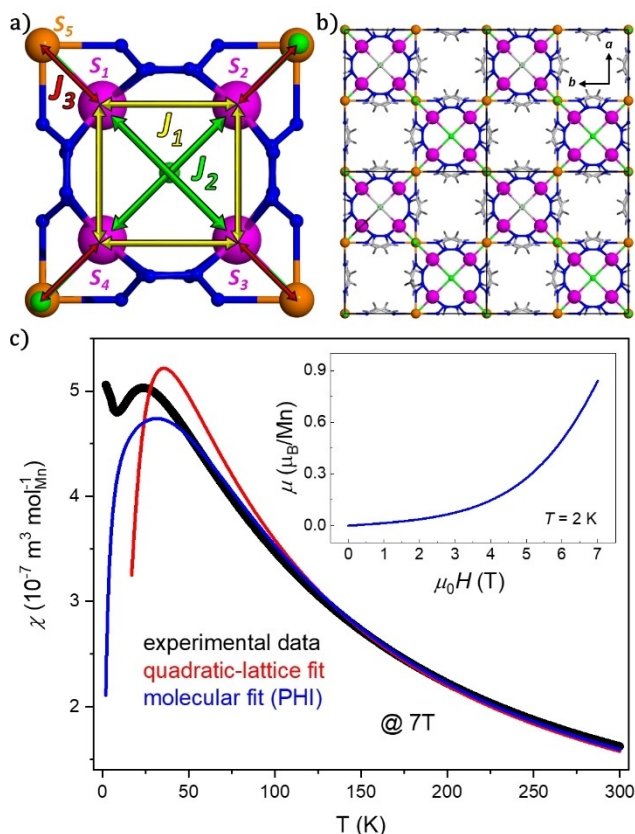 a)
b)
S₅
S₁
S₂
J₃
J₁
J₂
S₄
S₃
a
b
c)
χ (10⁻⁷ m³ mol⁻¹Mn)
5
4
3
2
0.9
0.6
0.3
0.0
μ (μB/Mn)
T = 2 K
0 1 2 3 4 5 6 7
μ₀H (T)
experimental data
quadratic-lattice fit
molecular fit (PHI)
@ 7T
0 50 100 150 200 250 300
T (K)